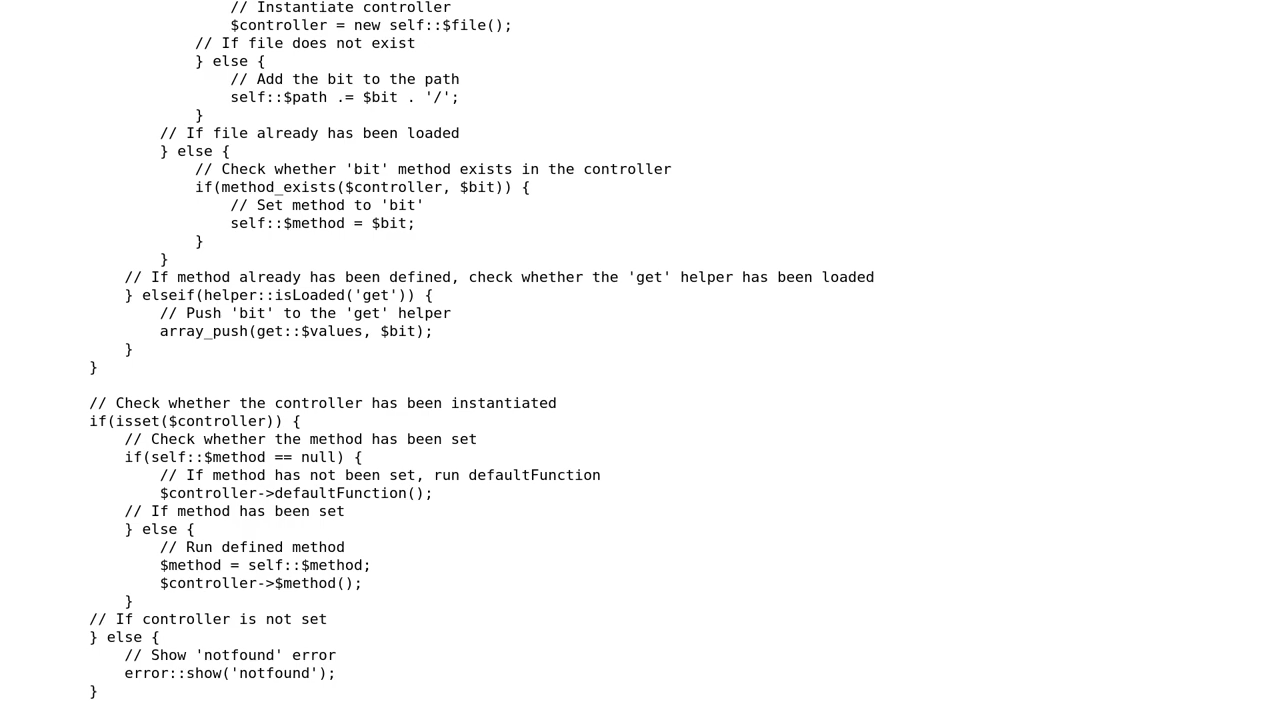 // Instantiate controller
$controller = new self::$file();
// If file does not exist
} else {
// Add the bit to the path
self::$path .= $bit . '/';
}
// If file already has been loaded
} else {
// Check whether 'bit' method exists in the controller
if(method_exists($controller, $bit)) {
// Set method to 'bit'
self::$method = $bit;
}
}
// If method already has been defined, check whether the 'get' helper has been loaded
} elseif(helper::isLoaded('get')) {
// Push 'bit' to the 'get' helper
array_push(get::$values, $bit);
}
}
// Check whether the controller has been instantiated
if(isset($controller)) {
// Check whether the method has been set
if(self::$method == null) {
// If method has not been set, run defaultFunction
$controller->defaultFunction();
// If method has been set
} else {
// Run defined method
$method = self::$method;
$controller->$method();
}
// If controller is not set
} else {
// Show 'notfound' error
error::show('notfound');
}